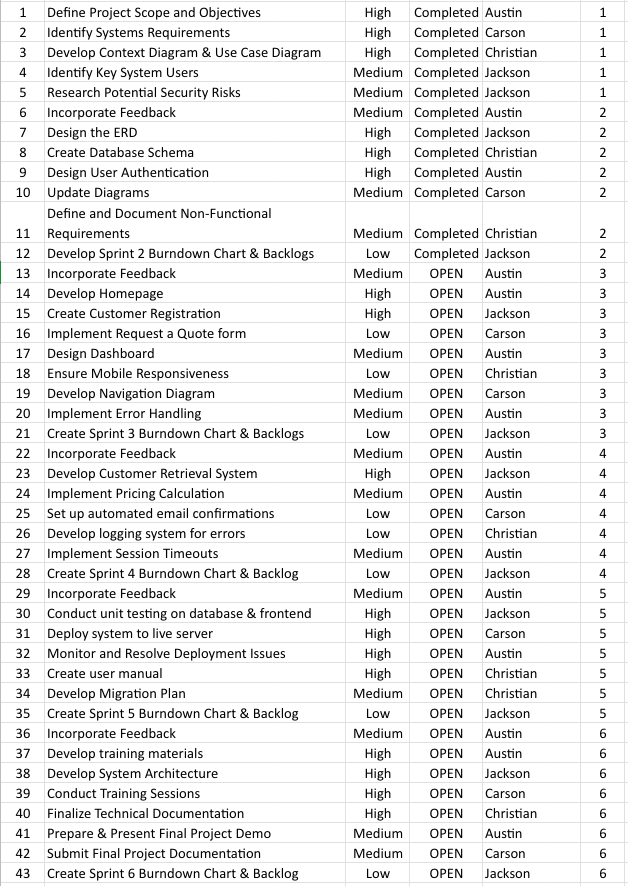 1 Define Project Scope and Objectives High Completed Austin 1
2 Identify Systems Requirements High Completed Carson 1
3 Develop Context Diagram & Use Case Diagram High Completed Christian 1
4 Identify Key System Users Medium Completed Jackson 1
5 Research Potential Security Risks Medium Completed Jackson 1
6 Incorporate Feedback Medium Completed Austin 2
7 Design the ERD High Completed Jackson 2
8 Create Database Schema High Completed Christian 2
9 Design User Authentication High Completed Austin 2
10 Update Diagrams Medium Completed Carson 2
Define and Document Non-Functional
11 Requirements Medium Completed Christian 2
12 Develop Sprint 2 Burndown Chart & Backlogs Low Completed Jackson 2
13 Incorporate Feedback Medium OPEN Austin 3
14 Develop Homepage High OPEN Austin 3
15 Create Customer Registration High OPEN Jackson 3
16 Implement Request a Quote form Low OPEN Carson 3
17 Design Dashboard Medium OPEN Austin 3
18 Ensure Mobile Responsiveness Low OPEN Christian 3
19 Develop Navigation Diagram Medium OPEN Carson 3
20 Implement Error Handling Medium OPEN Austin 3
21 Create Sprint 3 Burndown Chart & Backlogs Low OPEN Jackson 3
22 Incorporate Feedback Medium OPEN Austin 4
23 Develop Customer Retrieval System High OPEN Jackson 4
24 Implement Pricing Calculation Medium OPEN Austin 4
25 Set up automated email confirmations Low OPEN Carson 4
26 Develop logging system for errors Low OPEN Christian 4
27 Implement Session Timeouts Medium OPEN Austin 4
28 Create Sprint 4 Burndown Chart & Backlog Low OPEN Jackson 4
29 Incorporate Feedback Medium OPEN Austin 5
30 Conduct unit testing on database & frontend High OPEN Jackson 5
31 Deploy system to live server High OPEN Carson 5
32 Monitor and Resolve Deployment Issues High OPEN Austin 5
33 Create user manual High OPEN Christian 5
34 Develop Migration Plan Medium OPEN Christian 5
35 Create Sprint 5 Burndown Chart & Backlog Low OPEN Jackson 5
36 Incorporate Feedback Medium OPEN Austin 6
37 Develop training materials High OPEN Austin 6
38 Develop System Architecture High OPEN Jackson 6
39 Conduct Training Sessions High OPEN Carson 6
40 Finalize Technical Documentation High OPEN Christian 6
41 Prepare & Present Final Project Demo Medium OPEN Austin 6
42 Submit Final Project Documentation Medium OPEN Carson 6
43 Create Sprint 6 Burndown Chart & Backlog Low OPEN Jackson 6